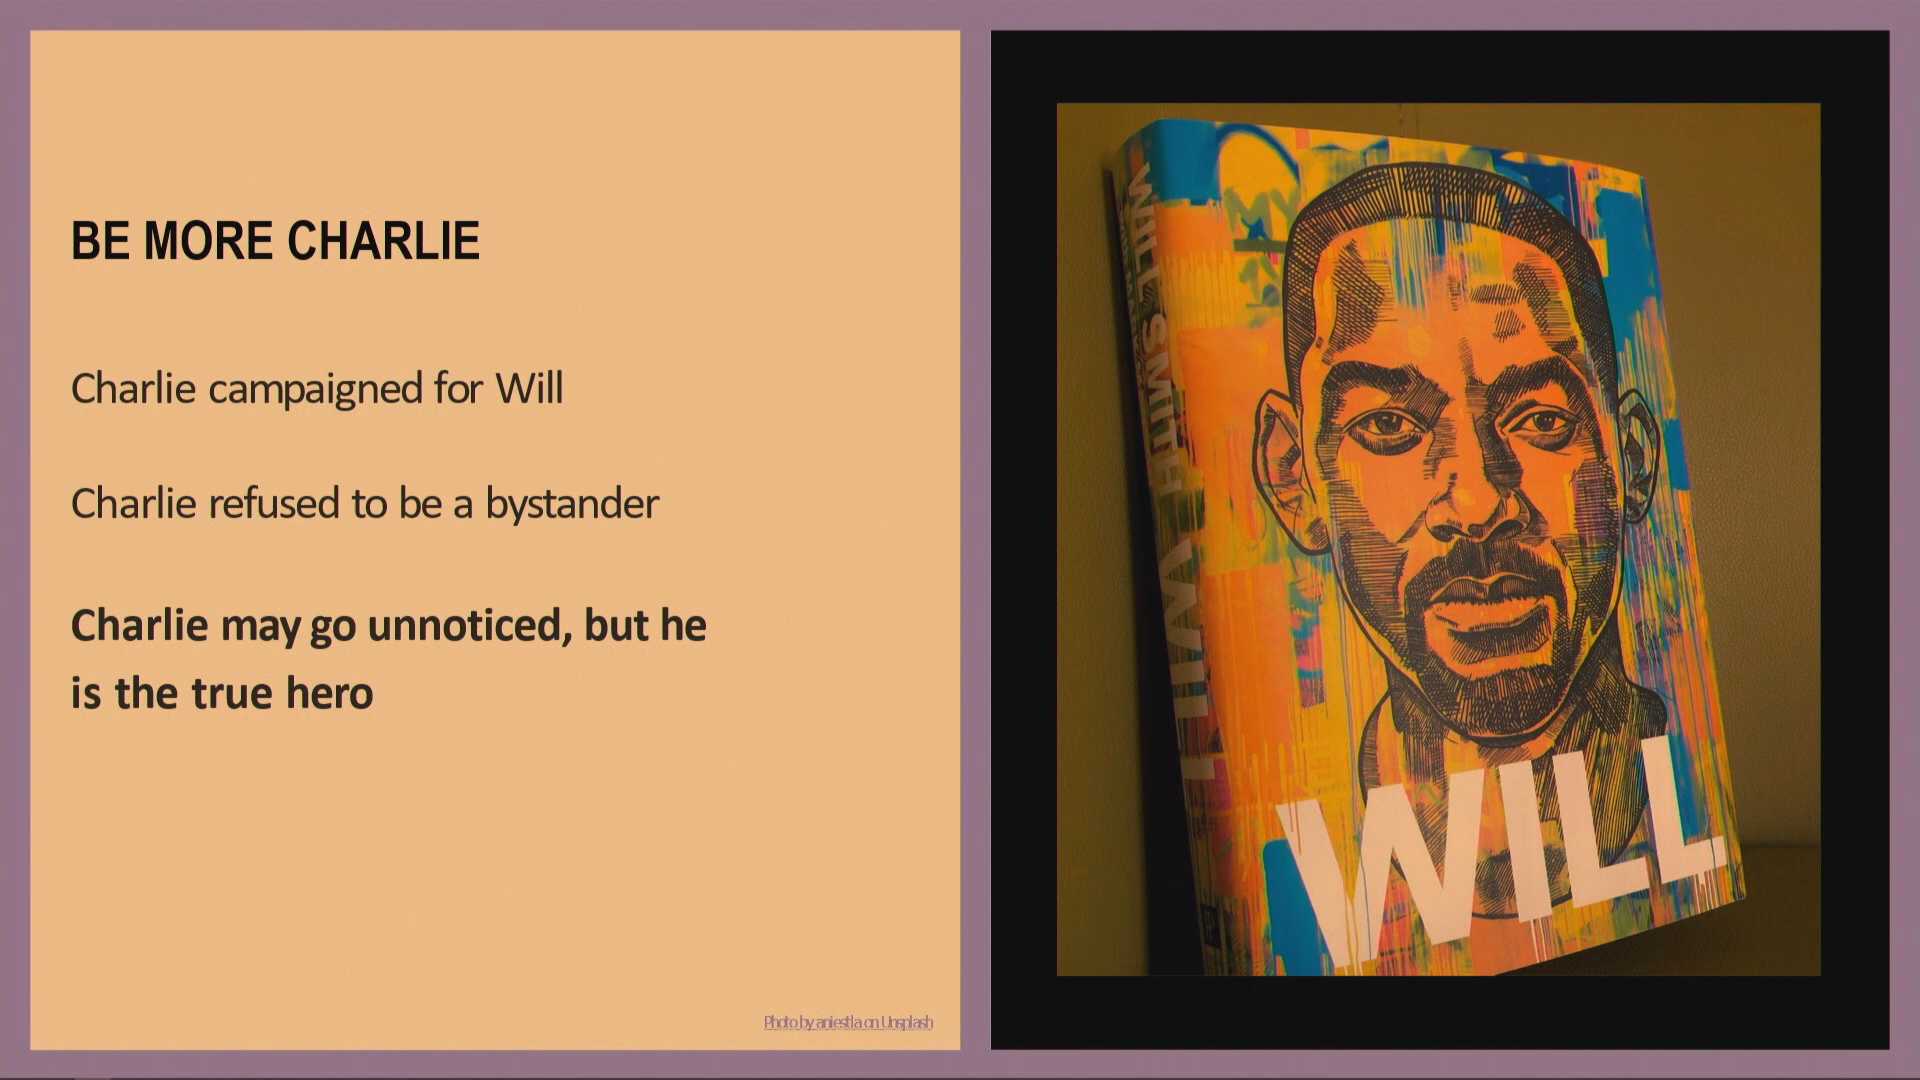 BE MORE CHARLIE
Charlie campaigned for Will
Charlie refused to be a bystander
Charlie may go unnoticed, but he
is the true hero
Photo by aniestla on Unsplash
WILL SMITH
WILL
MY
WILL